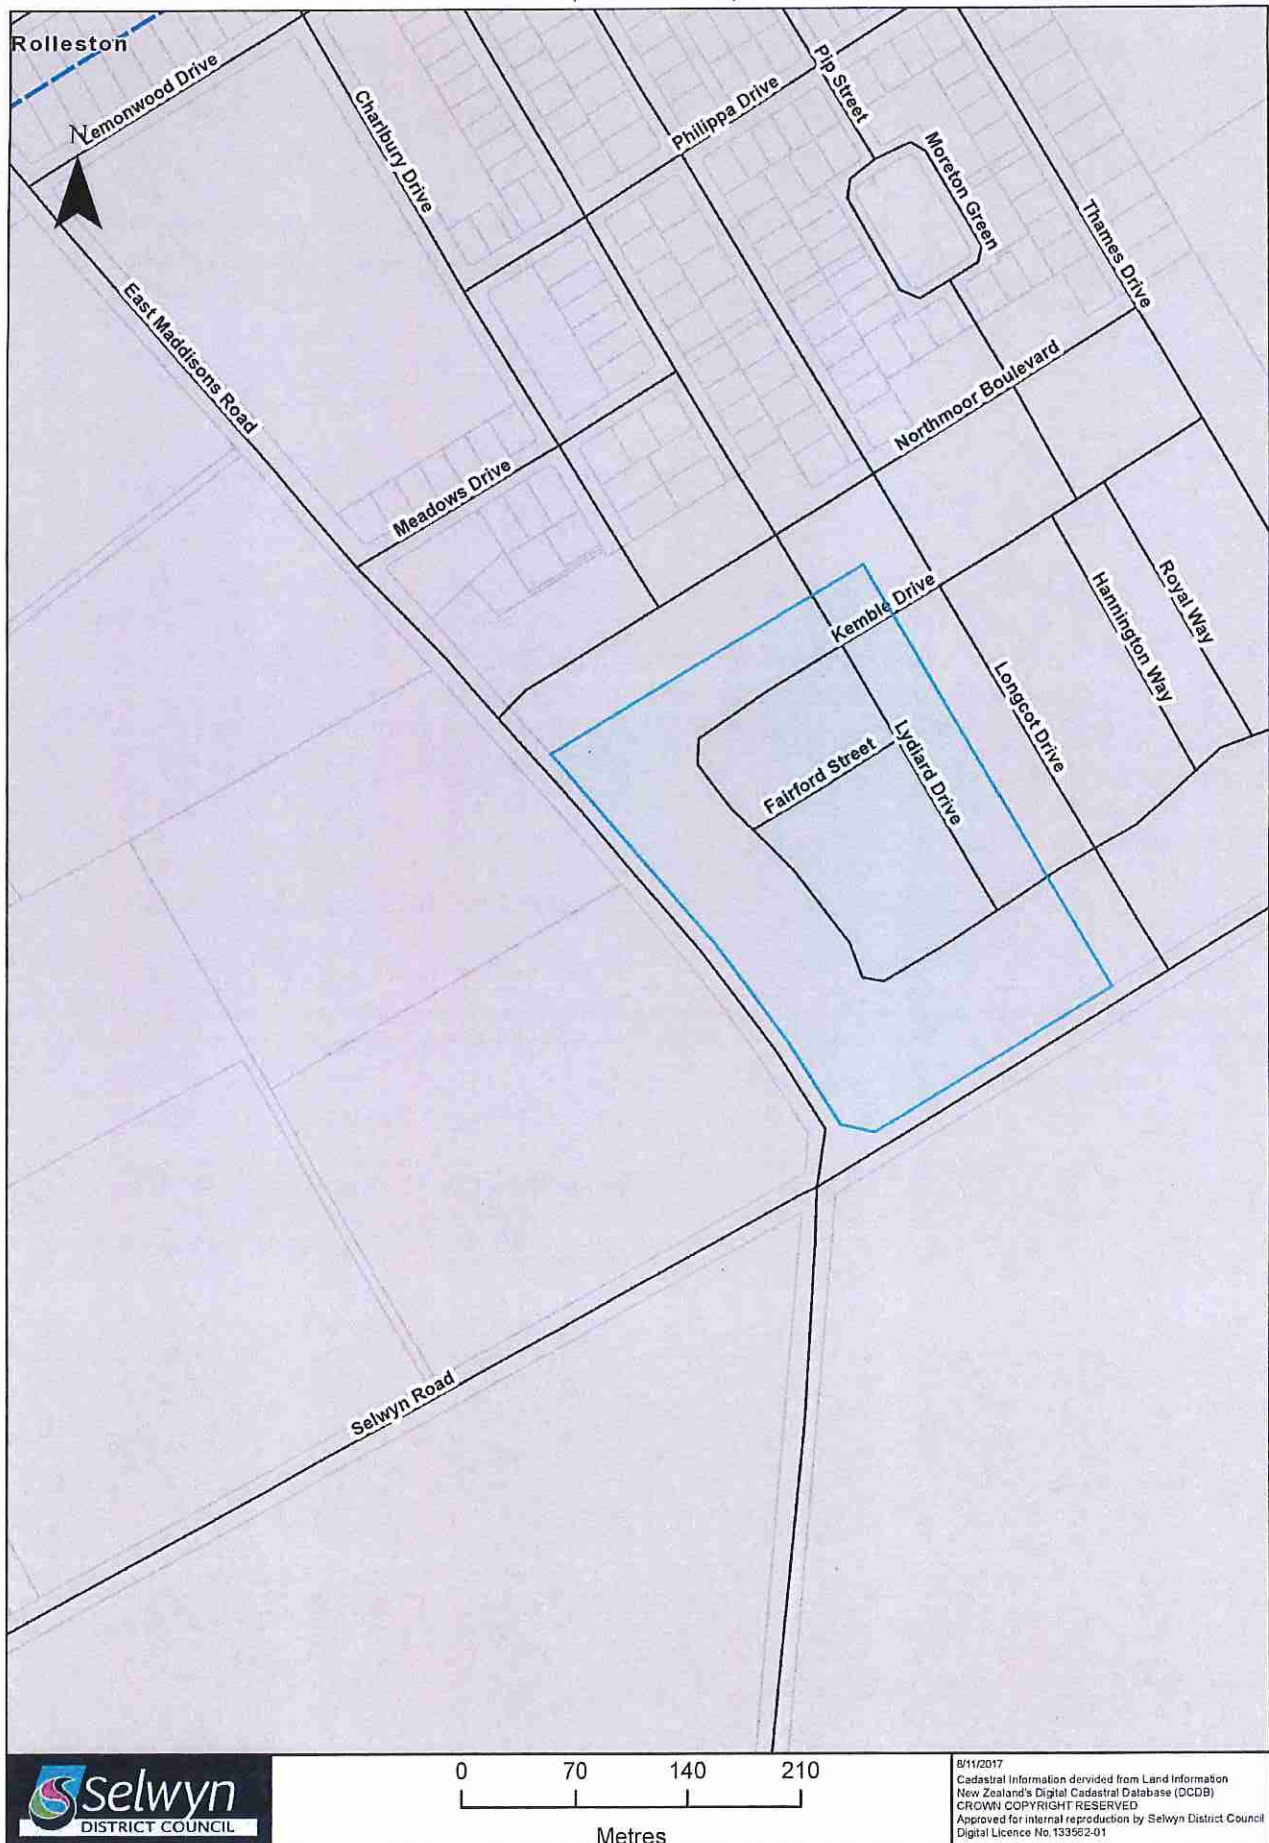 Rolleston
N
Lemonwood Drive
Charlbury Drive
Philippa Drive
Pip Street
Moreton Green
Thames Drive
East Maddisons Road
Northmoor Boulevard
Meadows Drive
Kemble Drive
Hannington Way
Royal Way
Longcot Drive
Lydiard Drive
Fairford Street
Selwyn Road
Selwyn
DISTRICT COUNCIL
0 70 140 210
Metres
8/11/2017
Cadastral Information dervided from Land Information
New Zealand's Digital Cadastral Database (DCDB)
CROWN COPYRIGHT RESERVED
Approved for internal reproduction by Selwyn District Council
Digital Licence No.133562-01